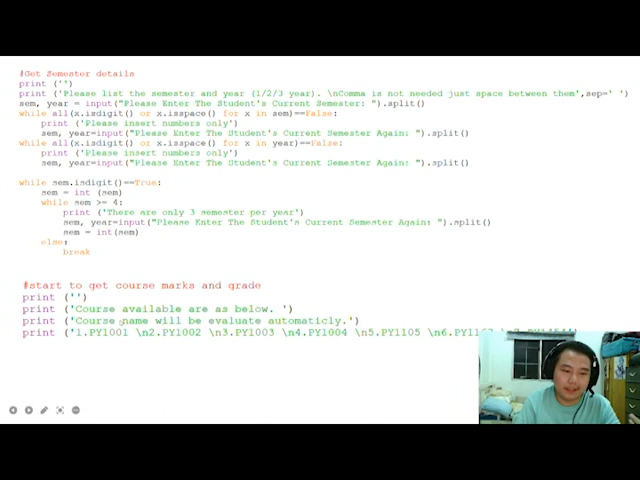 #Get Semester details
print ('')
print ('Please list the semester and year (1/2/3 year). \nComma is not needed just space between them',sep=' ')
sem, year = input("Please Enter The Student's Current Semester: ").split()
while all(x.isdigit() or x.isspace() for x in sem)==False:
print ('Please insert numbers only')
sem, year=input("Please Enter The Student's Current Semester Again: ").split()
while all(x.isdigit() or x.isspace() for x in year)==False:
print ('Please insert numbers only')
sem, year=input("Please Enter The Student's Current Semester Again: ").split()
while sem.isdigit()==True:
sem = int (sem)
while sem >= 4:
print ('There are only 3 semester per year')
sem, year=input("Please Enter The Student's Current Semester Again: ").split()
sem = int(sem)
else:
break
#start to get course marks and grade
print ('')
print ('Course available are as below. ')
print ('Course name will be evaluate automaticly.')
print ('1.PY1001 \n2.PY1002 \n3.PY1003 \n4.PY1004 \n5.PY1105